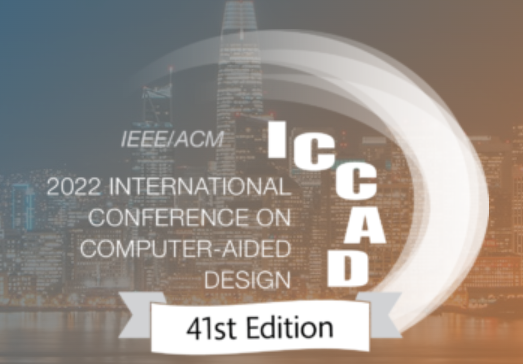 IEEE/ACM
2022 INTERNATIONAL
CONFERENCE ON
COMPUTER-AIDED
DESIGN
ICCAD
41st Edition